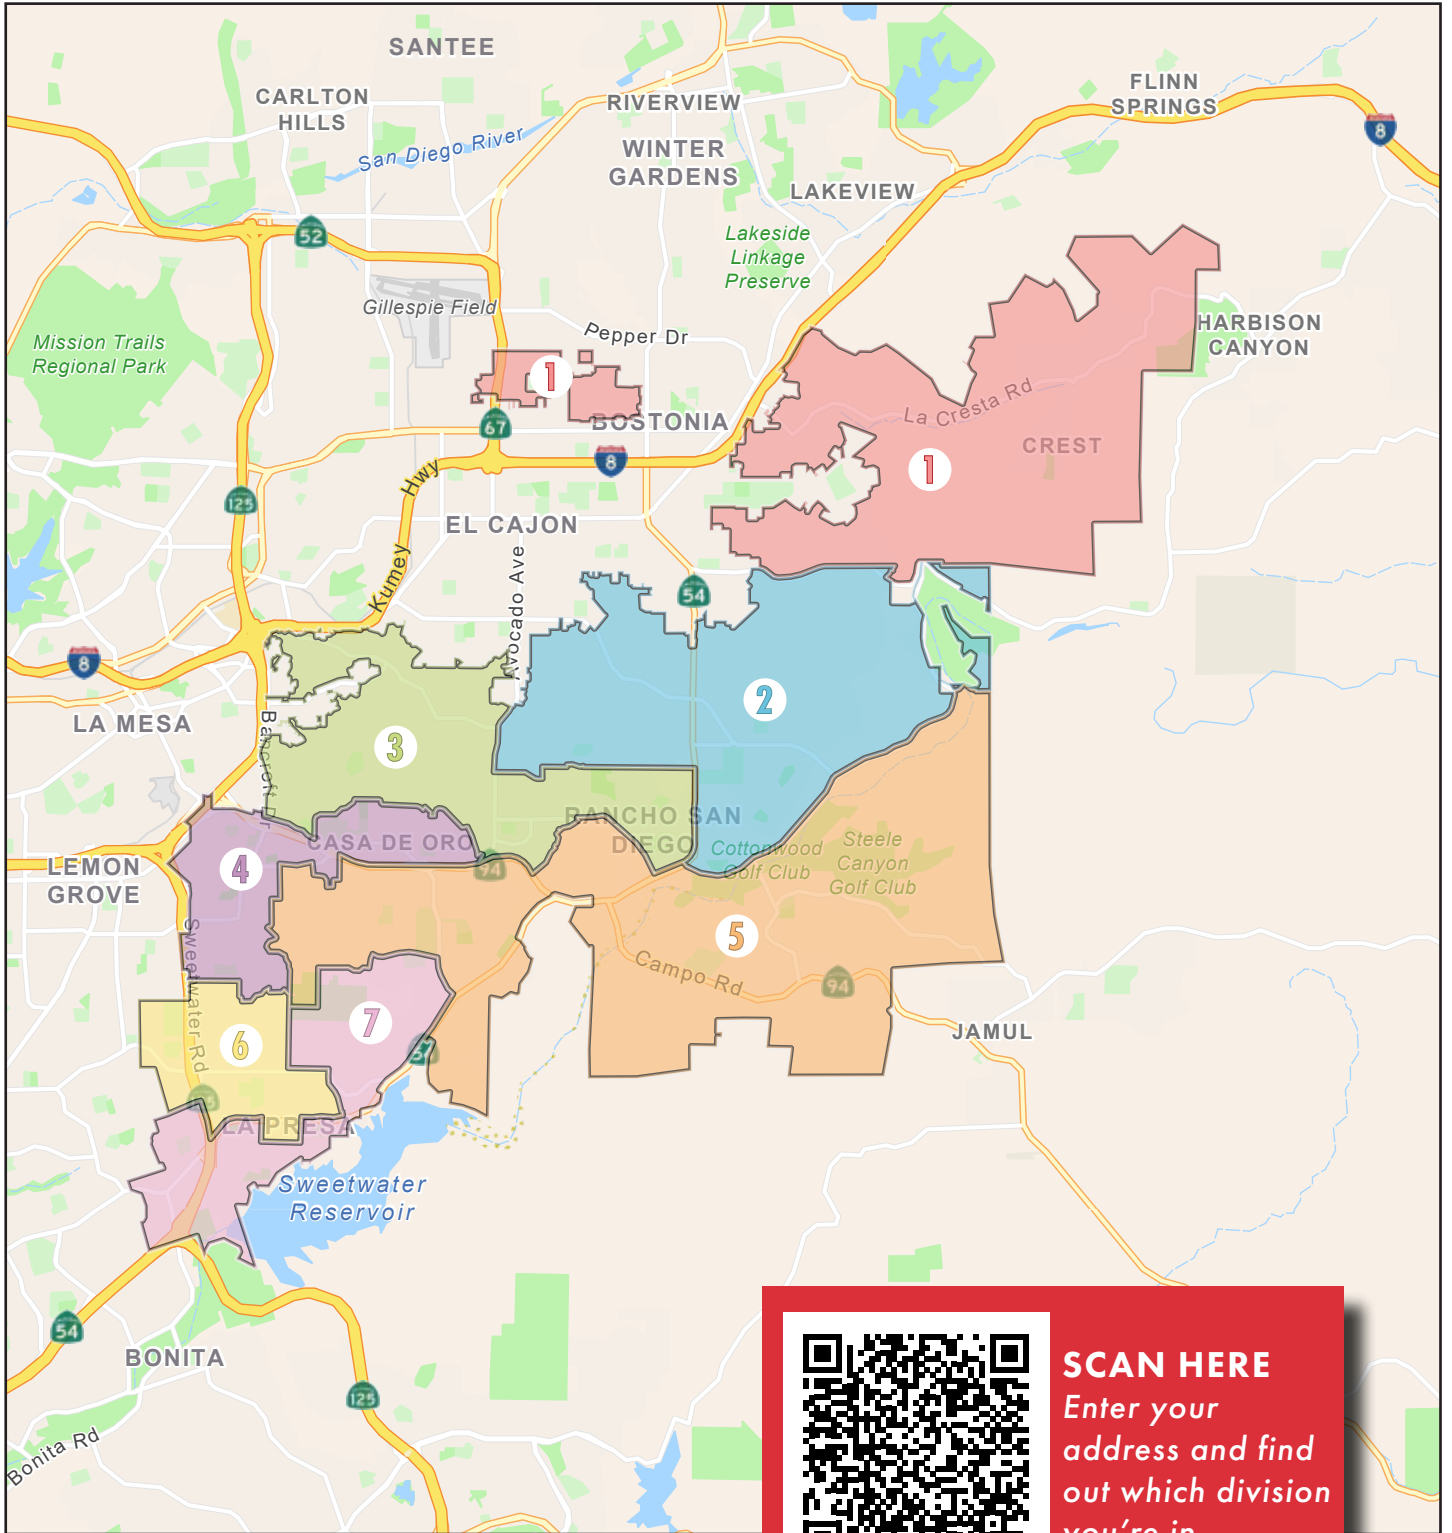 SANTEE
CARLTON
HILLS
San Diego River
RIVERVIEW
WINTER
GARDENS
LAKEVIEW
FLINN
SPRINGS
8
52
Lakeside
Linkage
Preserve
Gillespie Field
Mission Trails
Regional Park
Pepper Dr
HARBISON
CANYON
1
BOSTONIA
67
La Cresta Rd
CREST
1
8
Hwy
125
EL CAJON
Kumey
Avocado Ave
54
8
LA MESA
Bancroft Dr
3
2
RANCHO SAN
DIEGO
CASA DE ORO
94
4
LEMON
GROVE
Cottonwood
Golf Club
Steele
Canyon
Golf Club
5
Campo Rd
94
Sweetwater Rd
6
7
JAMUL
LA PRESA
Sweetwater
Reservoir
54
BONITA
125
Bonita Rd
SCAN HERE
Enter your
address and find
out which division
you're in